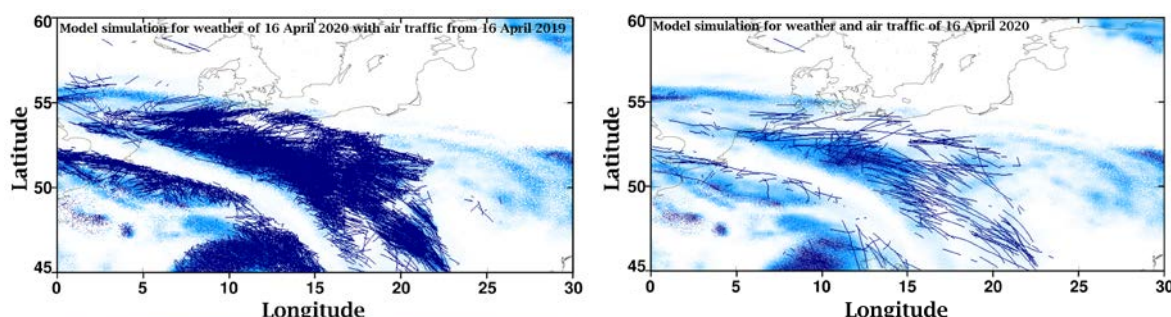 Model simulation for weather of 16 April 2020 with air traffic from 16 April 2019
60
55
50
45
Latitude
0 5 10 15 20 25 30
Longitude
Model simulation for weather and air traffic of 16 April 2020
60
55
50
45
Latitude
0 5 10 15 20 25 30
Longitude